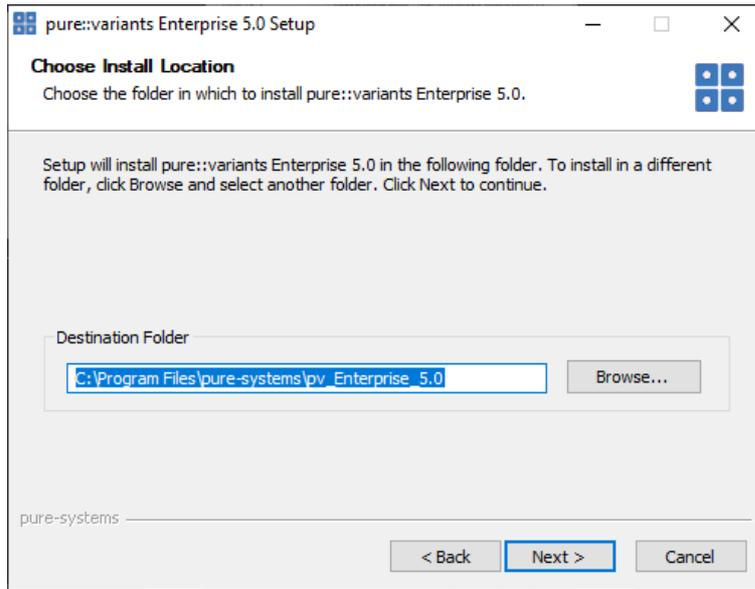 pure::variants Enterprise 5.0 Setup
Choose Install Location
Choose the folder in which to install pure::variants Enterprise 5.0.
Setup will install pure::variants Enterprise 5.0 in the following folder. To install in a different
folder, click Browse and select another folder. Click Next to continue.
Destination Folder
C:\Program Files\pure-systems\pv_Enterprise_5.0
Browse...
pure-systems
< Back
Next >
Cancel